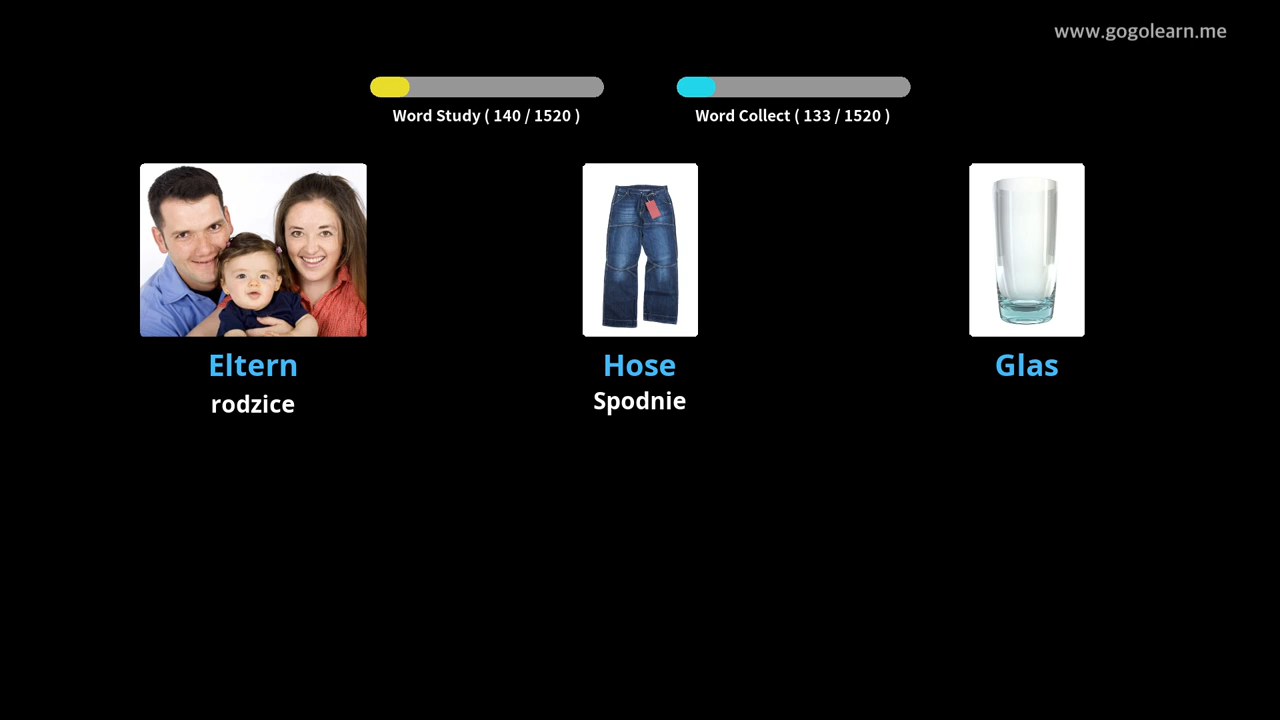 www.gogolearn.me
Word Study ( 140 / 1520 )
Word Collect ( 133 / 1520 )
Eltern
rodzice
Hose
Spodnie
Glas